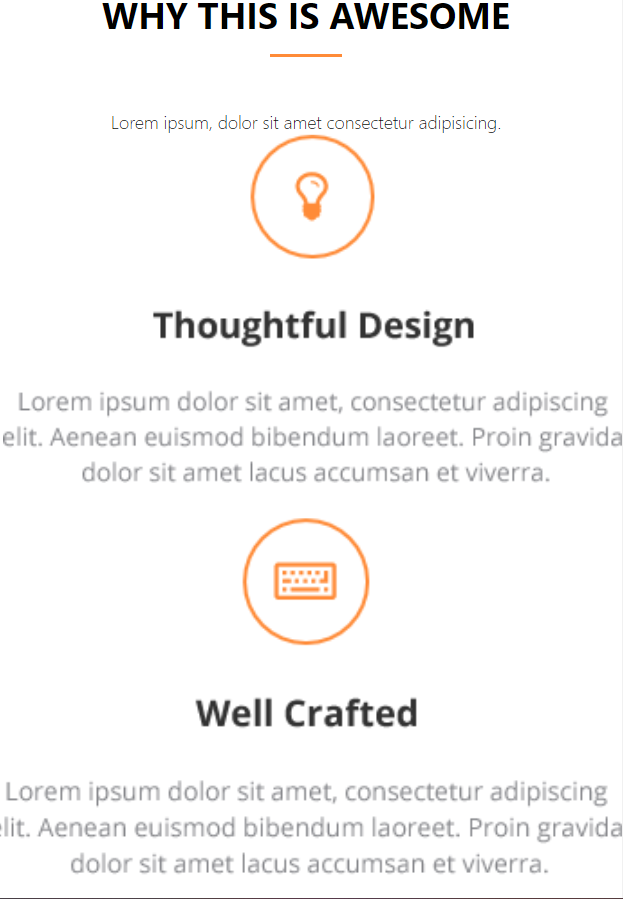 WHY THIS IS AWESOME
Lorem ipsum, dolor sit amet consectetur adipisicing.
Thoughtful Design
Lorem ipsum dolor sit amet, consectetur adipiscing
elit. Aenean euismod bibendum laoreet. Proin gravida
dolor sit amet lacus accumsan et viverra.
Well Crafted
Lorem ipsum dolor sit amet, consectetur adipiscing
elit. Aenean euismod bibendum laoreet. Proin gravida
dolor sit amet lacus accumsan et viverra.